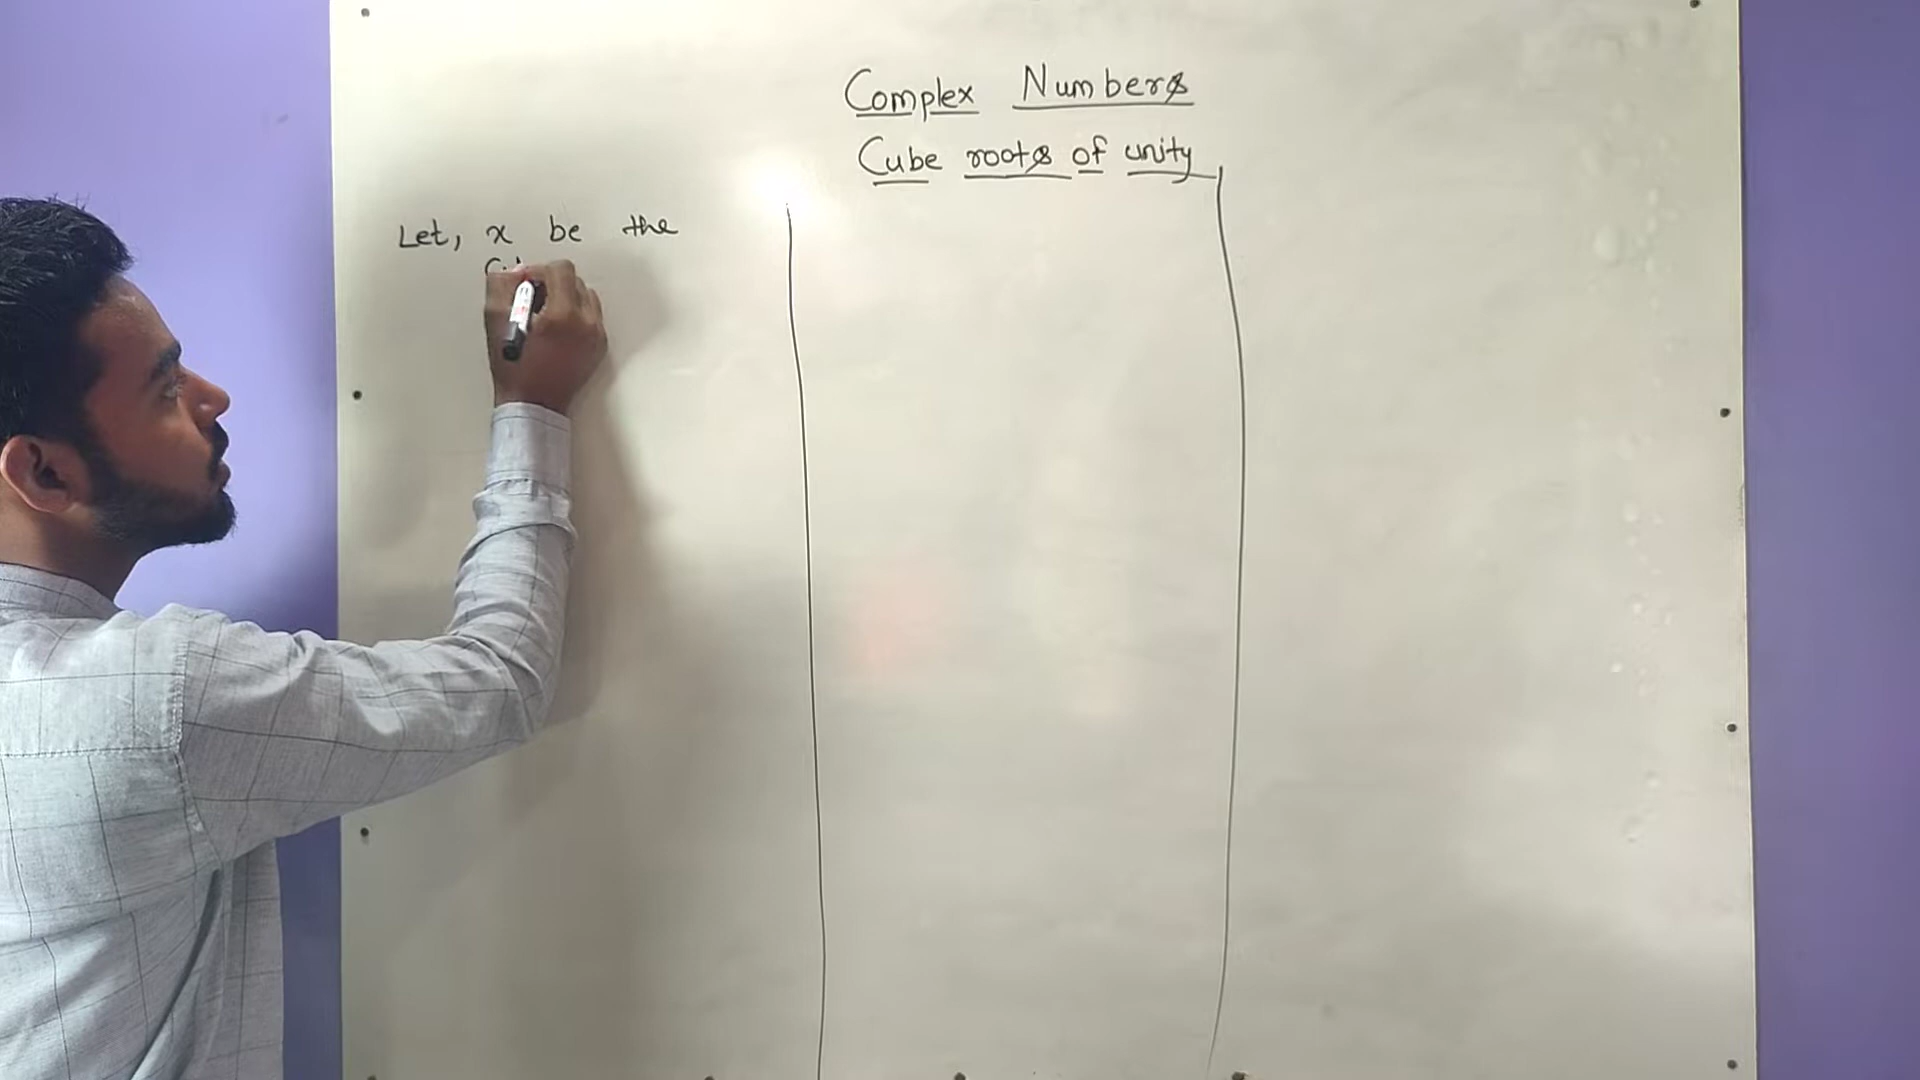 Complex Numbers
Cube roots of unity
Let, x be the